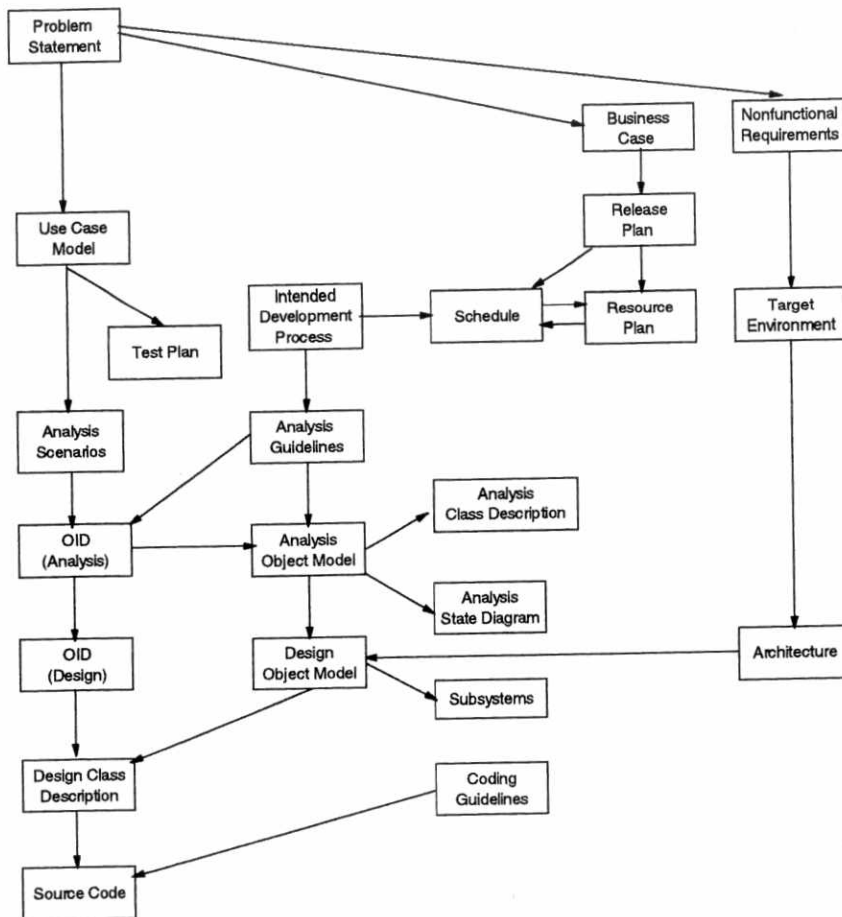 Problem
Statement
Business
Case
Nonfunctional
Requirements
Use Case
Model
Release
Plan
Test Plan
Intended
Development
Process
Schedule
Resource
Plan
Target
Environment
Analysis
Scenarios
Analysis
Guidelines
OID
(Analysis)
Analysis
Object Model
Analysis
Class Description
Analysis
State Diagram
OID
(Design)
Design
Object Model
Architecture
Subsystems
Design Class
Description
Coding
Guidelines
Source Code